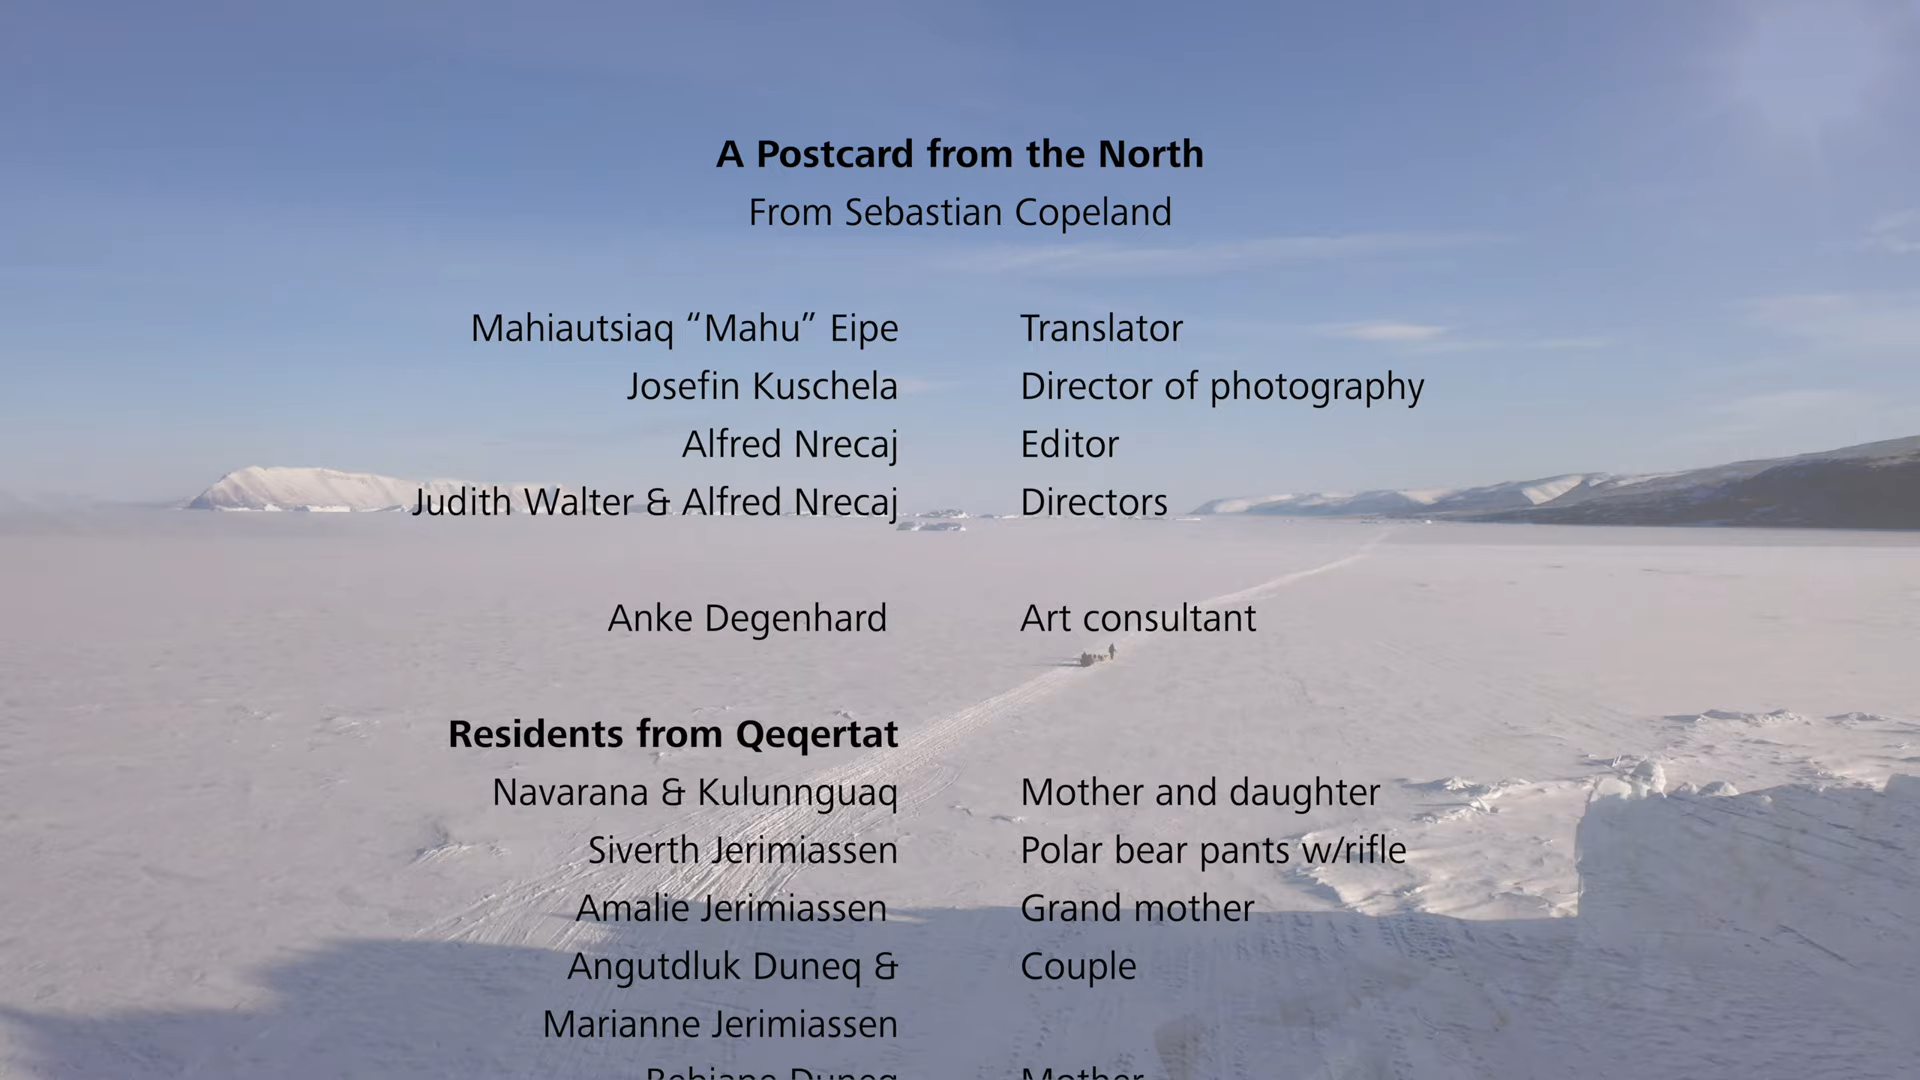 A Postcard from the North
From Sebastian Copeland
Mahiautsiaq “Mahu” Eipe Translator
Josefin Kuschela Director of photography
Alfred Nrecaj Editor
Judith Walter & Alfred Nrecaj Directors
Anke Degenhard Art consultant
Residents from Qeqertat
Navarana & Kulunnguaq Mother and daughter
Siverth Jerimiassen Polar bear pants w/rifle
Amalie Jerimiassen Grand mother
Angutdluk Duneq & Couple
Marianne Jerimiassen
Duneq Mother